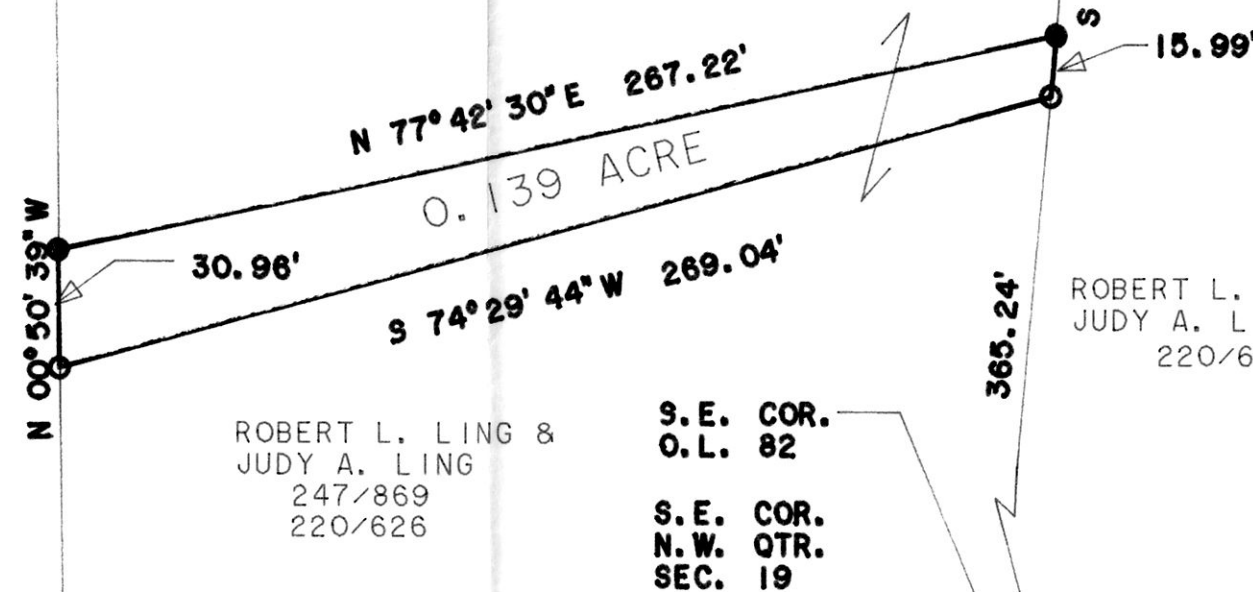 S
15.99'
N 77° 42' 30" E 267.22'
0.139 ACRE
N 00° 50' 39" W
30.96'
S 74° 29' 44" W 269.04'
365.24'
ROBERT L.
JUDY A. L
220/6
ROBERT L. LING &
JUDY A. LING
247/869
220/626
S.E. COR.
O.L. 82
S.E. COR.
N.W. QTR.
SEC. 19